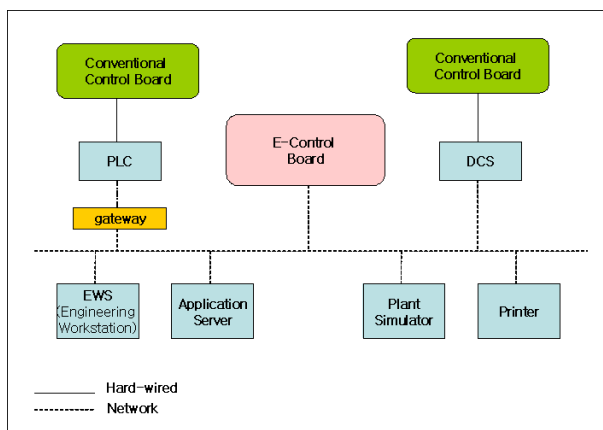 Conventional
Control Board
Conventional
Control Board
E-Control
Board
PLC
DCS
gateway
EWS
(Engineering
Workstation)
Application
Server
Plant
Simulator
Printer
Hard-wired
Network